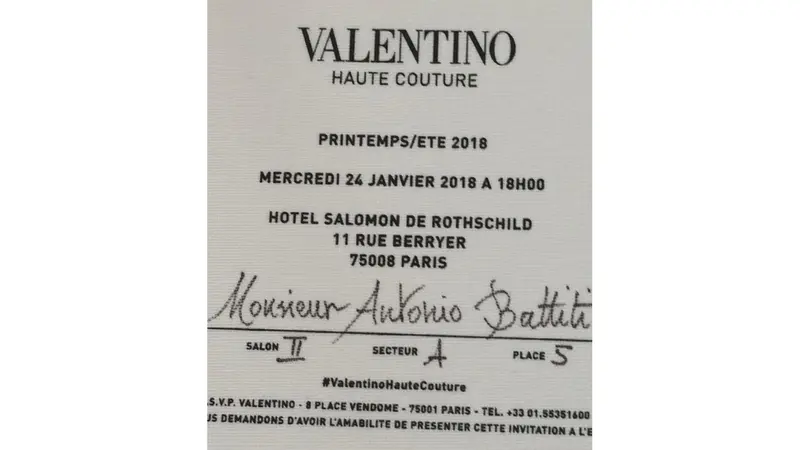 VALENTINO
HAUTE COUTURE
PRINTEMPS/ETE 2018
MERCREDI 24 JANVIER 2018 A 18H00
HOTEL SALOMON DE ROTHSCHILD
11 RUE BERRYER
75008 PARIS
Monsieur Antonio Battiti
SALON II SECTEUR A PLACE 5
#ValentinoHauteCouture
.S.V.P. VALENTINO - 8 PLACE VENDOME - 75001 PARIS - TEL. +33 01.55351600
US DEMANDONS D'AVOIR L'AMABILITE DE PRESENTER CETTE INVITATION A L'E